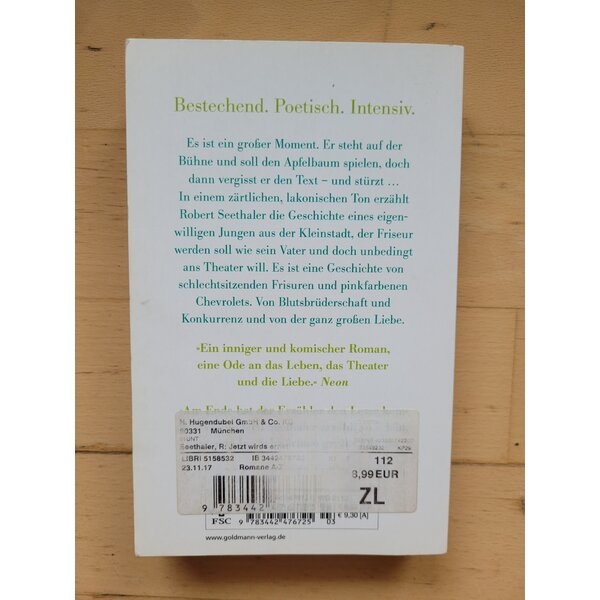 Bestechend. Poetisch. Intensiv.
Es ist ein großer Moment. Er steht auf der
Bühne und soll den Apfelbaum spielen, doch
dann vergisst er den Text – und stürzt …
In einem zärtlichen, lakonischen Ton erzählt
Robert Seethaler die Geschichte eines eigen-
willigen Jungen aus der Kleinstadt, der Friseur
werden soll wie sein Vater und doch unbedingt
ans Theater will. Es ist eine Geschichte von
schlechtsitzenden Frisuren und pinkfarbenen
Chevrolets. Von Blutsbrüderschaft und
Konkurrenz und von der ganz großen Liebe.
»Ein inniger und komischer Roman,
eine Ode an das Leben, das Theater
und die Liebe.« Neon
N. Hugendubel GmbH & Co. KG
80331 München
Seethaler, R; Jetzt wirds
LIBRI 5158532 112
23.11.17 Romane A-Z 8,99EUR
ZL
9 783442
€ 9,30 [A]
FSC 9 783442 476725 03
www.goldmann-verlag.de